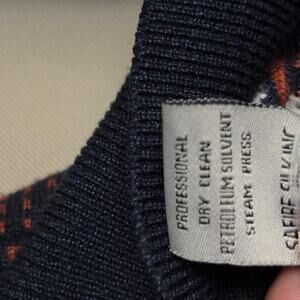 PROFESSIONAL
DRY CLEAN
PETROLEUM SOLVENT
STEAM PRESS